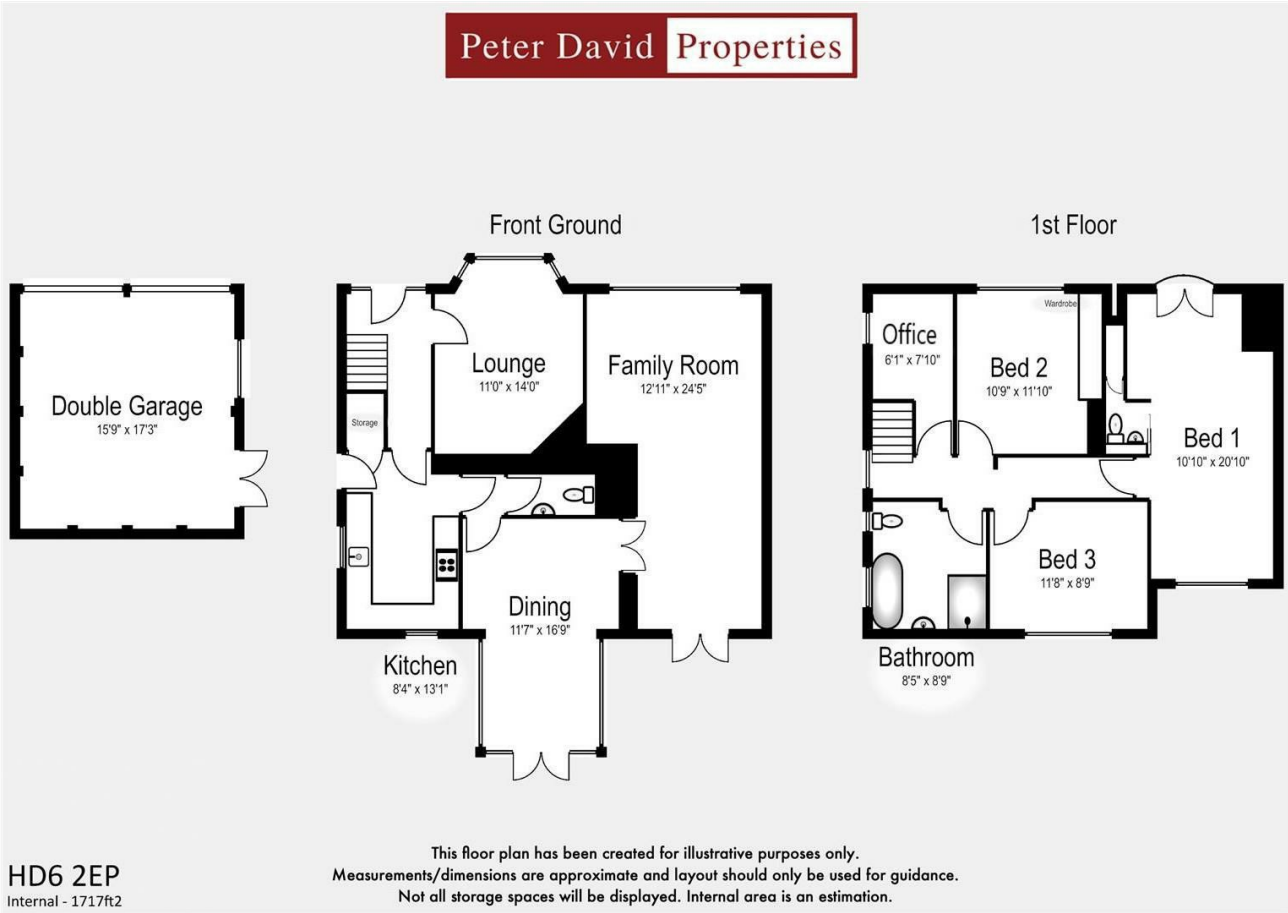 Peter David Properties
Front Ground
1st Floor
Double Garage
15'9" x 17'3"
Lounge
11'0" x 14'0"
Family Room
12'11" x 24'5"
Storage
Dining
11'7" x 16'9"
Kitchen
8'4" x 13'1"
Office
6'1" x 7'10"
Wardrobe
Bed 2
10'9" x 11'10"
Bed 1
10'10" x 20'10"
Bed 3
11'8" x 8'9"
Bathroom
8'5" x 8'9"
HD6 2EP
Internal - 1717ft2
This floor plan has been created for illustrative purposes only.
Measurements/dimensions are approximate and layout should only be used for guidance.
Not all storage spaces will be displayed. Internal area is an estimation.